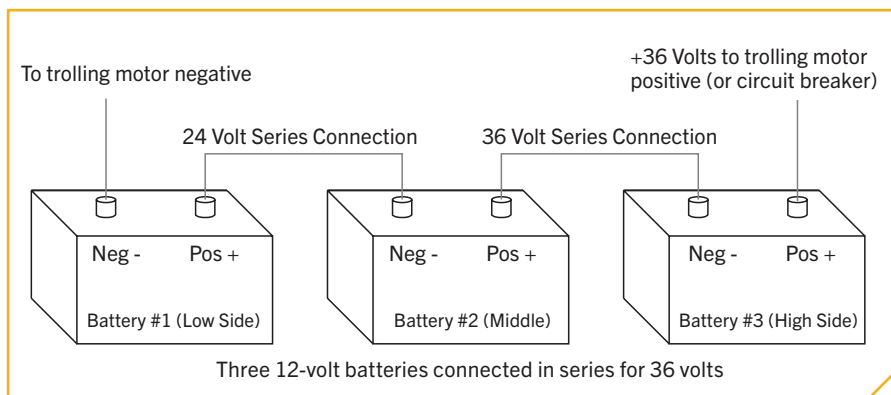 To trolling motor negative
+36 Volts to trolling motor
positive (or circuit breaker)
24 Volt Series Connection
36 Volt Series Connection
Neg -
Pos +
Neg -
Pos +
Neg -
Pos +
Battery #1 (Low Side)
Battery #2 (Middle)
Battery #3 (High Side)
Three 12-volt batteries connected in series for 36 volts